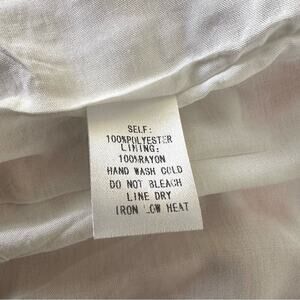 SELF:
100%POLYESTER
LINING:
100%RAYON
HAND WASH COLD
DO NOT BLEACH
LINE DRY
IRON LOW HEAT